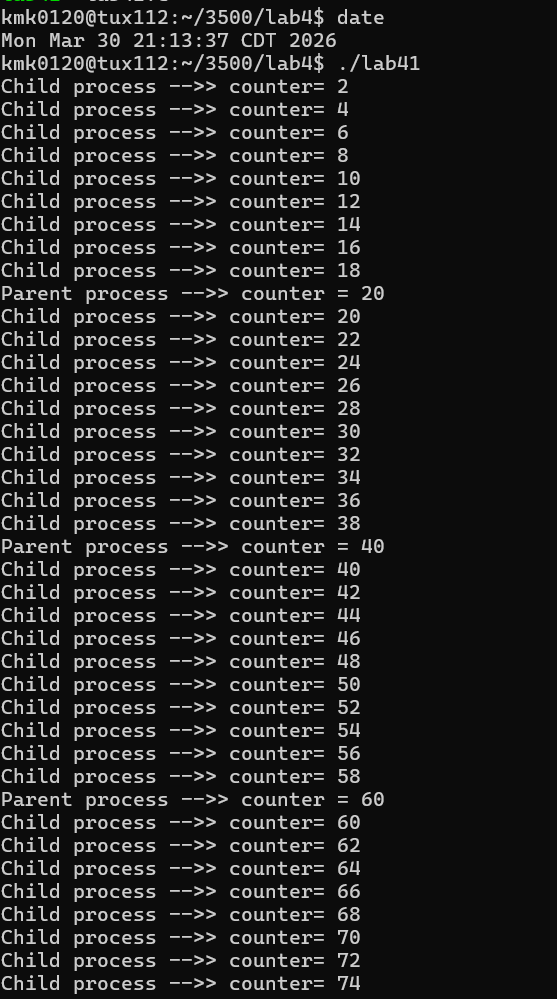 kmk0120@tux112:~/3500/lab4$ date
Mon Mar 30 21:13:37 CDT 2026
kmk0120@tux112:~/3500/lab4$ ./lab41
Child process -->> counter= 2
Child process -->> counter= 4
Child process -->> counter= 6
Child process -->> counter= 8
Child process -->> counter= 10
Child process -->> counter= 12
Child process -->> counter= 14
Child process -->> counter= 16
Child process -->> counter= 18
Parent process -->> counter = 20
Child process -->> counter= 20
Child process -->> counter= 22
Child process -->> counter= 24
Child process -->> counter= 26
Child process -->> counter= 28
Child process -->> counter= 30
Child process -->> counter= 32
Child process -->> counter= 34
Child process -->> counter= 36
Child process -->> counter= 38
Parent process -->> counter = 40
Child process -->> counter= 40
Child process -->> counter= 42
Child process -->> counter= 44
Child process -->> counter= 46
Child process -->> counter= 48
Child process -->> counter= 50
Child process -->> counter= 52
Child process -->> counter= 54
Child process -->> counter= 56
Child process -->> counter= 58
Parent process -->> counter = 60
Child process -->> counter= 60
Child process -->> counter= 62
Child process -->> counter= 64
Child process -->> counter= 66
Child process -->> counter= 68
Child process -->> counter= 70
Child process -->> counter= 72
Child process -->> counter= 74